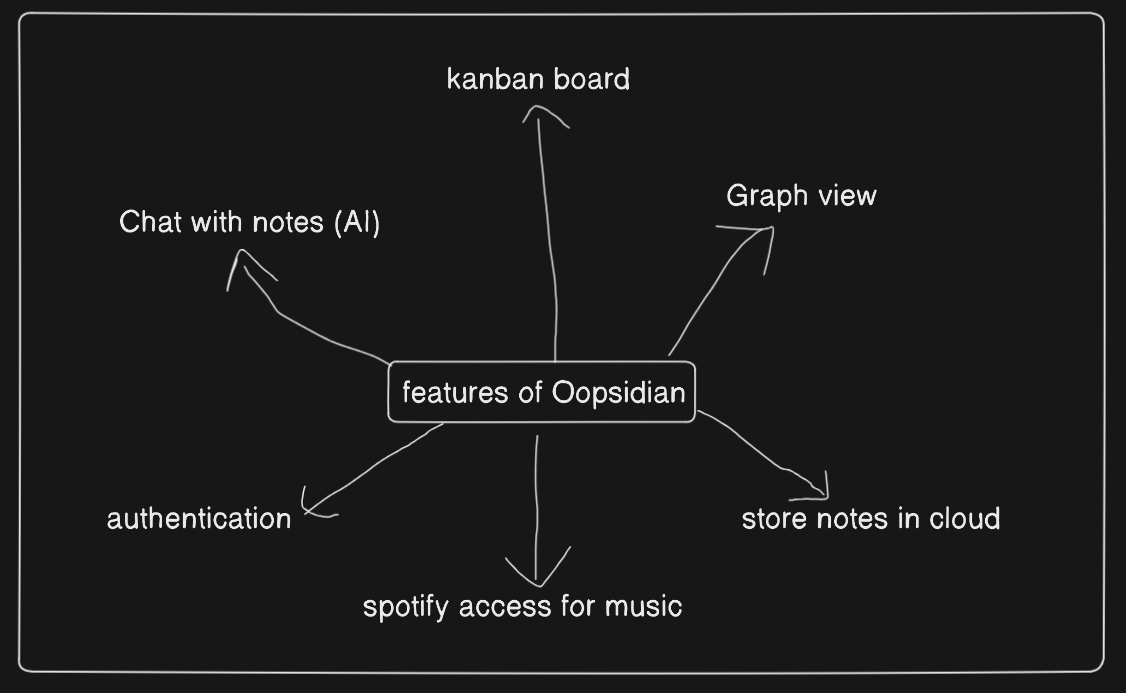 kanban board
Graph view
Chat with notes (AI)
features of Oopsidian
authentication
store notes in cloud
spotify access for music